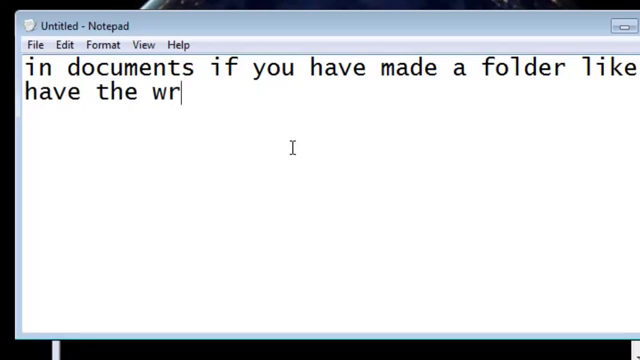 Untitled - Notepad
File Edit Format View Help
in documents if you have made a folder like
have the wr